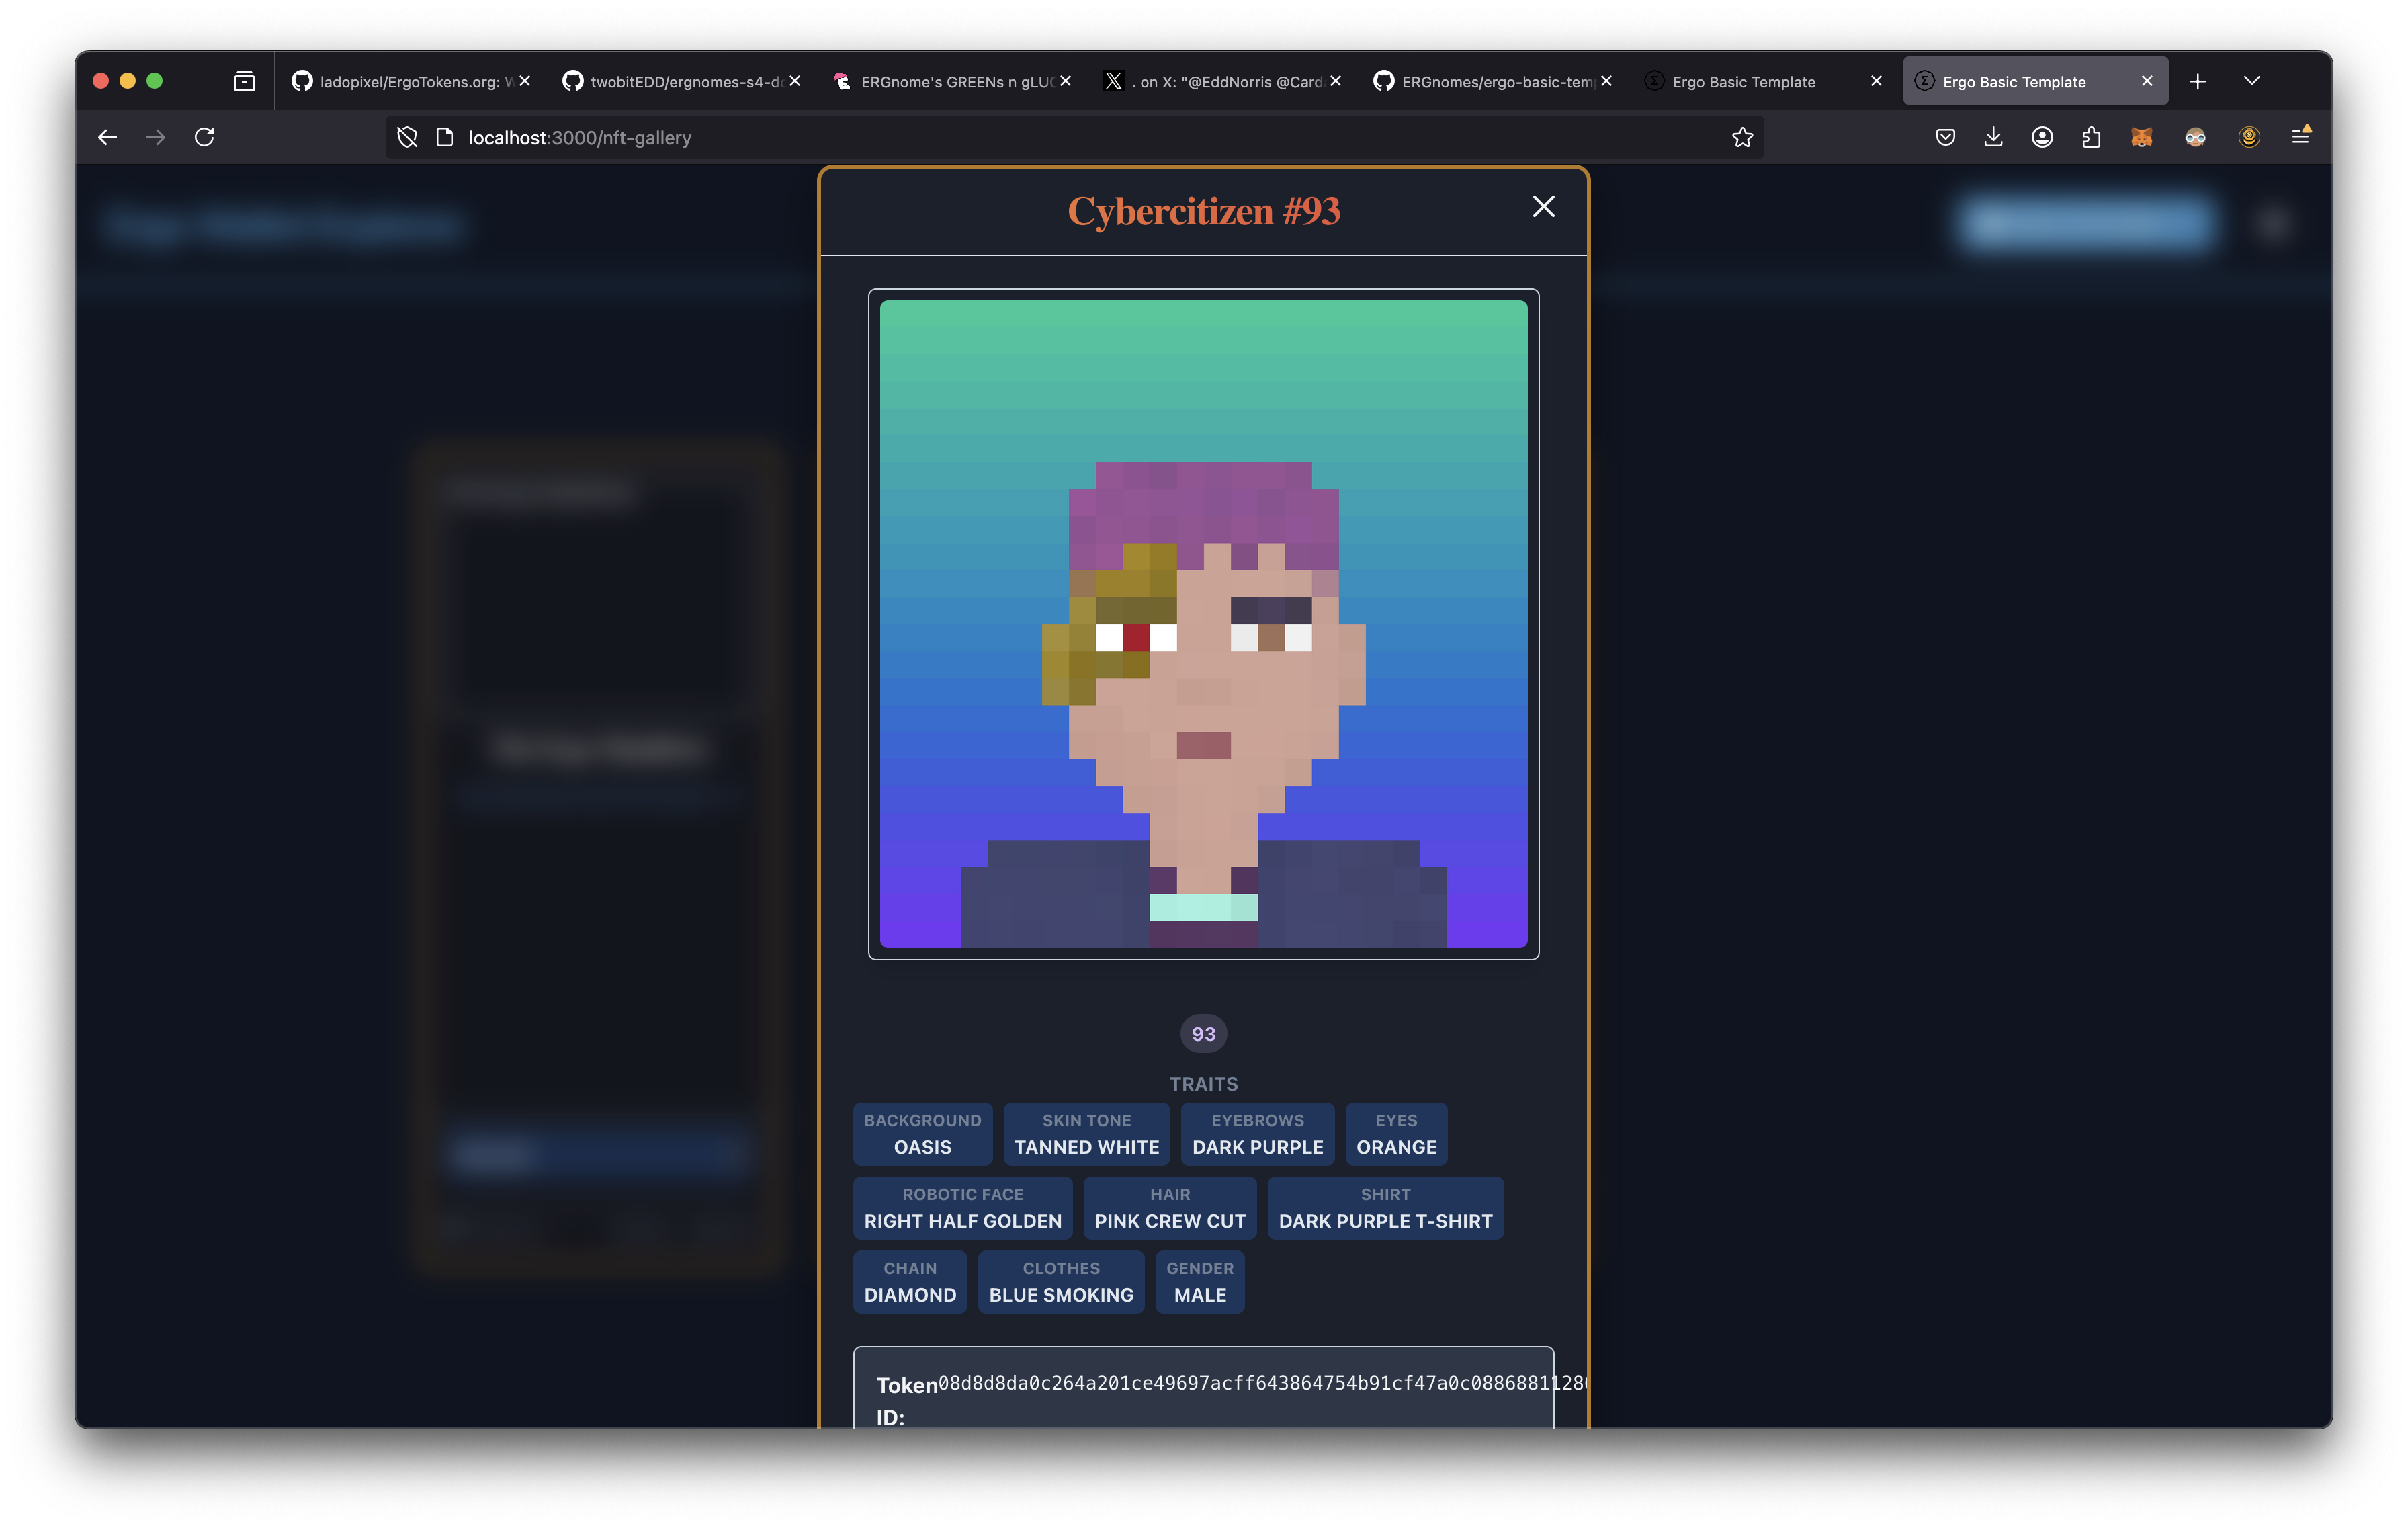 ladopixel/ErgoTokens.org: W
twobitEDD/ergnomes-s4-do
ERGnome's GREENs n gLUC
. on X: "@EddNorris @Card
ERGnomes/ergo-basic-tem
Ergo Basic Template
Ergo Basic Template
localhost:3000/nft-gallery
Cybercitizen #93
93
TRAITS
BACKGROUND
OASIS
SKIN TONE
TANNED WHITE
EYEBROWS
DARK PURPLE
EYES
ORANGE
ROBOTIC FACE
RIGHT HALF GOLDEN
HAIR
PINK CREW CUT
SHIRT
DARK PURPLE T-SHIRT
CHAIN
DIAMOND
CLOTHES
BLUE SMOKING
GENDER
MALE
Token ID:
08d8d8da0c264a201ce49697acff643864754b91cf47a0c0886881128